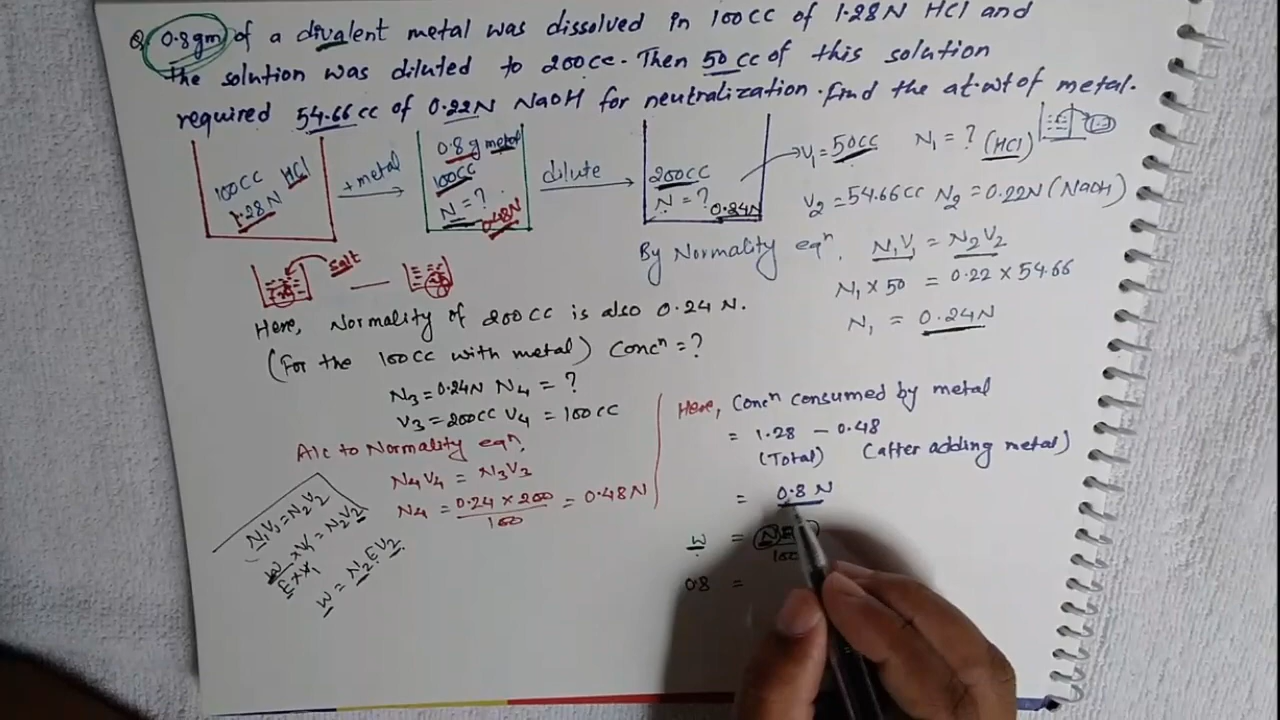 Q. 0.8gm of a divalent metal was dissolved in 100cc of 1.28N HCl and
the solution was diluted to 200cc. Then 50 cc of this solution
required 54.66cc of 0.22N NaOH for neutralization. find the at.wt of metal.
100CC HCl
1.28N
+metal
0.8g metal
100CC
N = ?
0.48N
dilute
200CC
N = ? 0.24N
V₁ = 50CC N₁ = ? (HCl)
V₂ = 54.66CC N₂ = 0.22N (NaOH)
By Normality eqⁿ. N₁V₁ = N₂V₂
N₁ × 50 = 0.22 × 54.66
N₁ = 0.24N
salt
Here, Normality of 200CC is also 0.24 N.
(For the 100CC with metal) Concⁿ = ?
N₃ = 0.24N N₄ = ?
V₃ = 200CC V₄ = 100CC
A/c to Normality eqⁿ,
N₄V₄ = N₃V₃
N₄ = 0.24 × 200 / 100 = 0.48N
N₁V₁ = N₂V₂
W / E×V₁ × V₁ = N₂V₂
W = N₂EV₂
Here, Concⁿ consumed by metal
= 1.28 – 0.48
(Total) (after adding metal)
= 0.8 N
W =
0.8 =